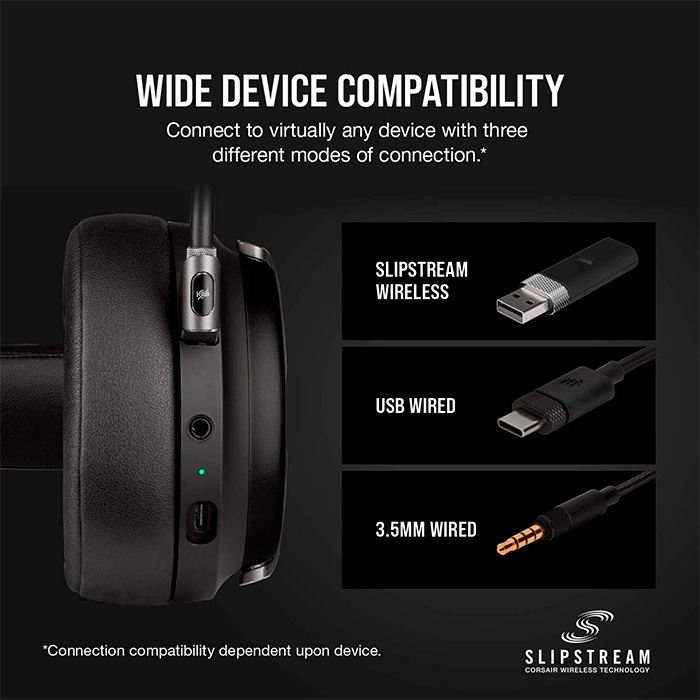 WIDE DEVICE COMPATIBILITY
Connect to virtually any device with three
different modes of connection.*
SLIPSTREAM
WIRELESS
USB WIRED
3.5MM WIRED
*Connection compatibility dependent upon device.
SLIPSTREAM
CORSAIR WIRELESS TECHNOLOGY